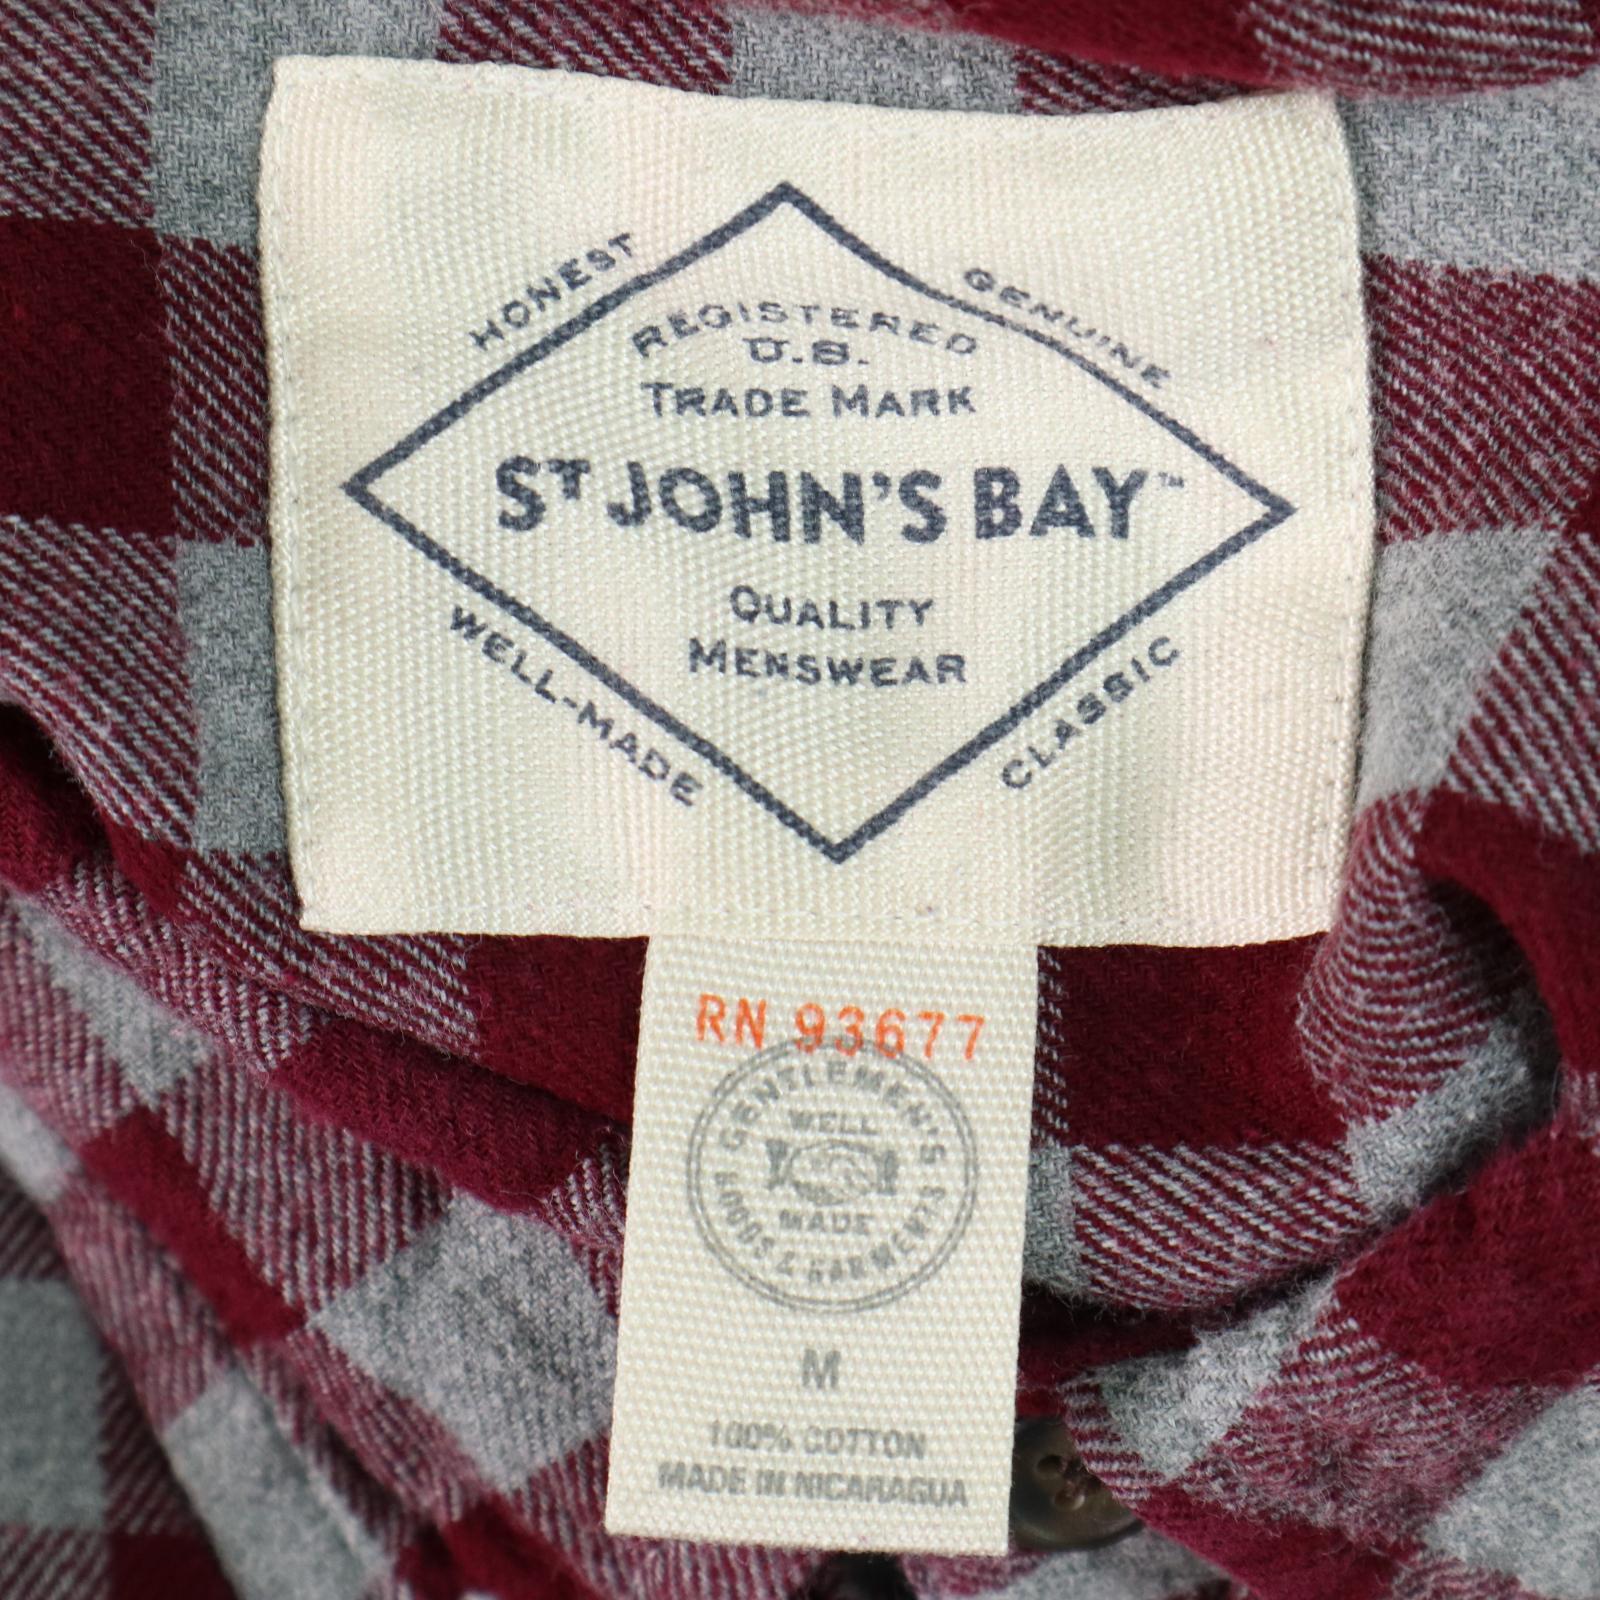 HONEST
GENUINE
REGISTERED
U.S.
TRADE MARK
ST JOHN'S BAY™
QUALITY
MENSWEAR
WELL-MADE
CLASSIC
RN 93677
GENTLEMEN'S
WELL
MADE
GOODS & GARMENTS
M
100% COTTON
MADE IN NICARAGUA